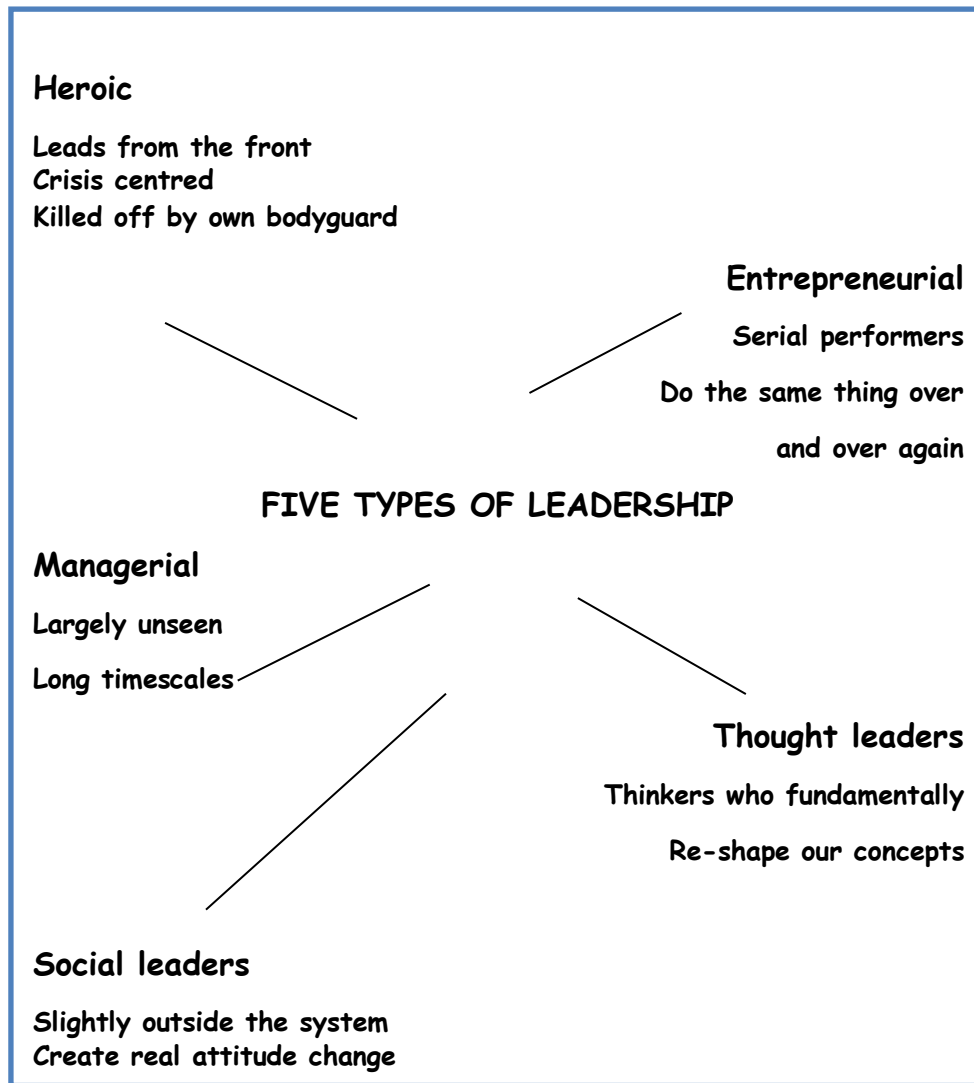 Heroic
Leads from the front
Crisis centred
Killed off by own bodyguard
Entrepreneurial
Serial performers
Do the same thing over
and over again
FIVE TYPES OF LEADERSHIP
Managerial
Largely unseen
Long timescales
Thought leaders
Thinkers who fundamentally
Re-shape our concepts
Social leaders
Slightly outside the system
Create real attitude change